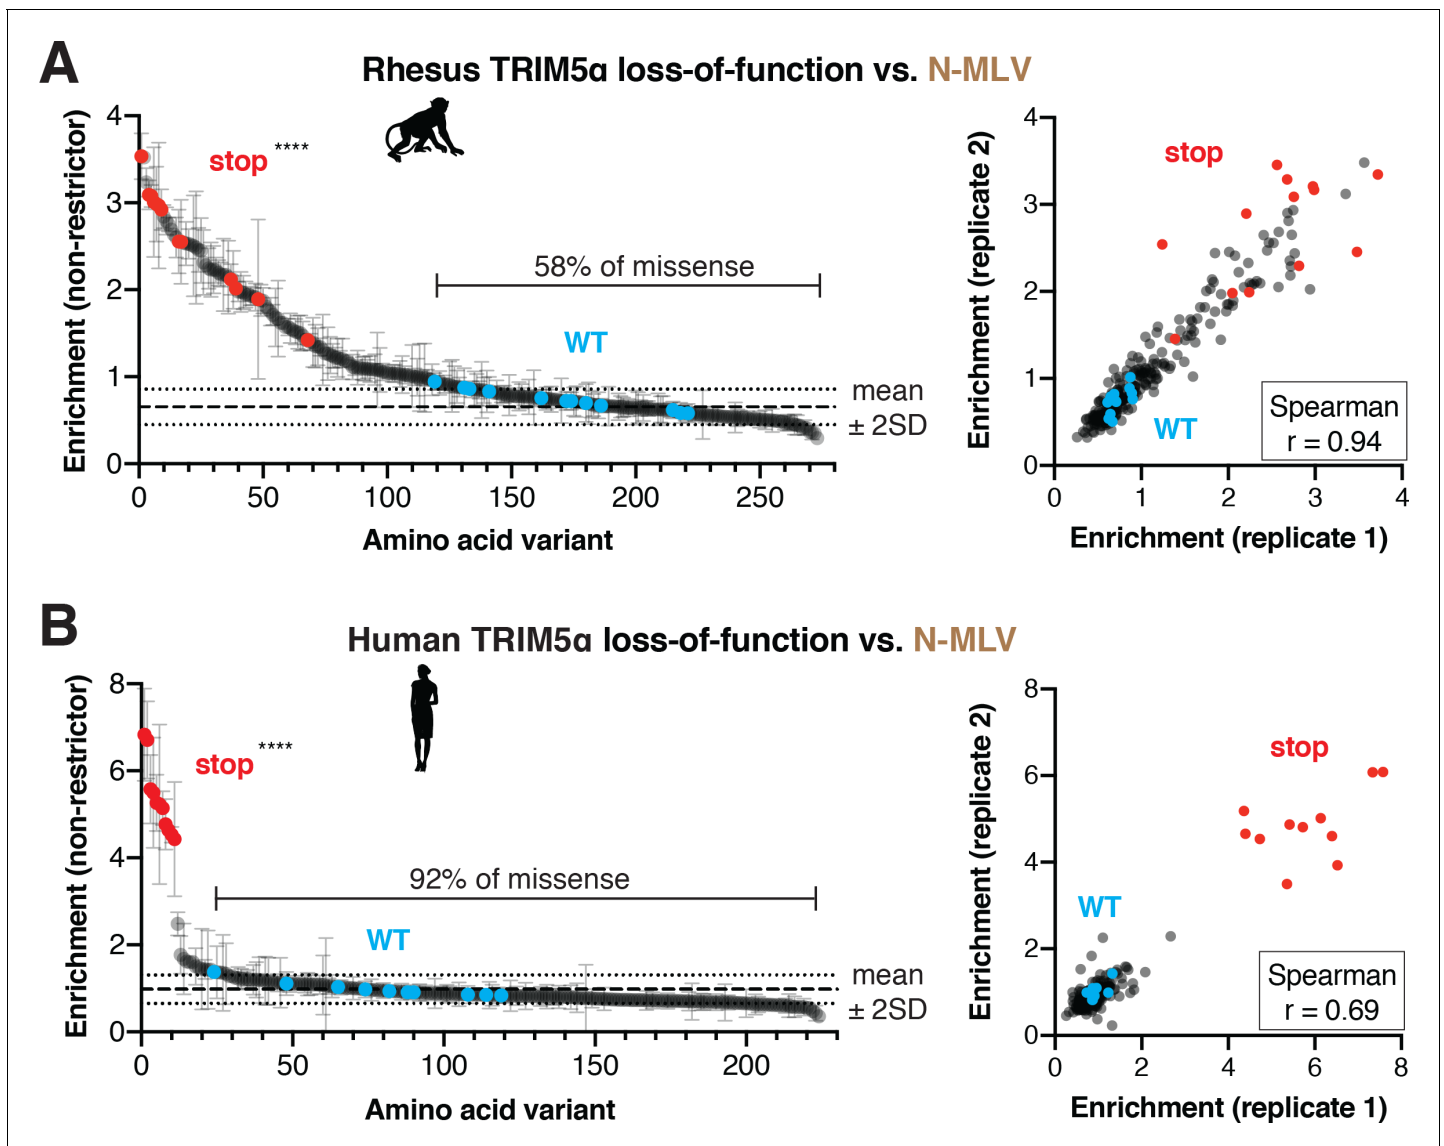 A
Rhesus TRIM5α loss-of-function vs. N-MLV
Enrichment (non-restrictor)
4
3
2
1
0
stop ****
58% of missense
WT
mean
± 2SD
0 50 100 150 200 250
Amino acid variant
Enrichment (replicate 2)
4
3
2
1
0
stop
WT
Spearman
r = 0.94
0 1 2 3 4
Enrichment (replicate 1)
B
Human TRIM5α loss-of-function vs. N-MLV
Enrichment (non-restrictor)
8
6
4
2
0
stop ****
92% of missense
WT
mean
± 2SD
0 50 100 150 200
Amino acid variant
Enrichment (replicate 2)
8
6
4
2
0
stop
WT
Spearman
r = 0.69
0 2 4 6 8
Enrichment (replicate 1)